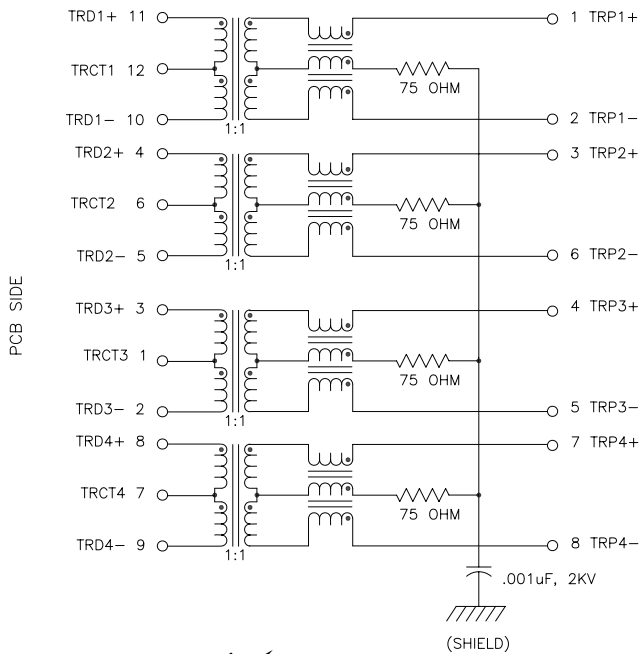 TRD1+ 11
1 TRP1+
TRCT1 12
75 OHM
TRD1- 10
1:1
2 TRP1-
TRD2+ 4
3 TRP2+
TRCT2 6
75 OHM
TRD2- 5
1:1
6 TRP2-
PCB SIDE
TRD3+ 3
4 TRP3+
TRCT3 1
75 OHM
TRD3- 2
1:1
5 TRP3-
TRD4+ 8
7 TRP4+
TRCT4 7
75 OHM
TRD4- 9
1:1
8 TRP4-
.001uF, 2KV
(SHIELD)